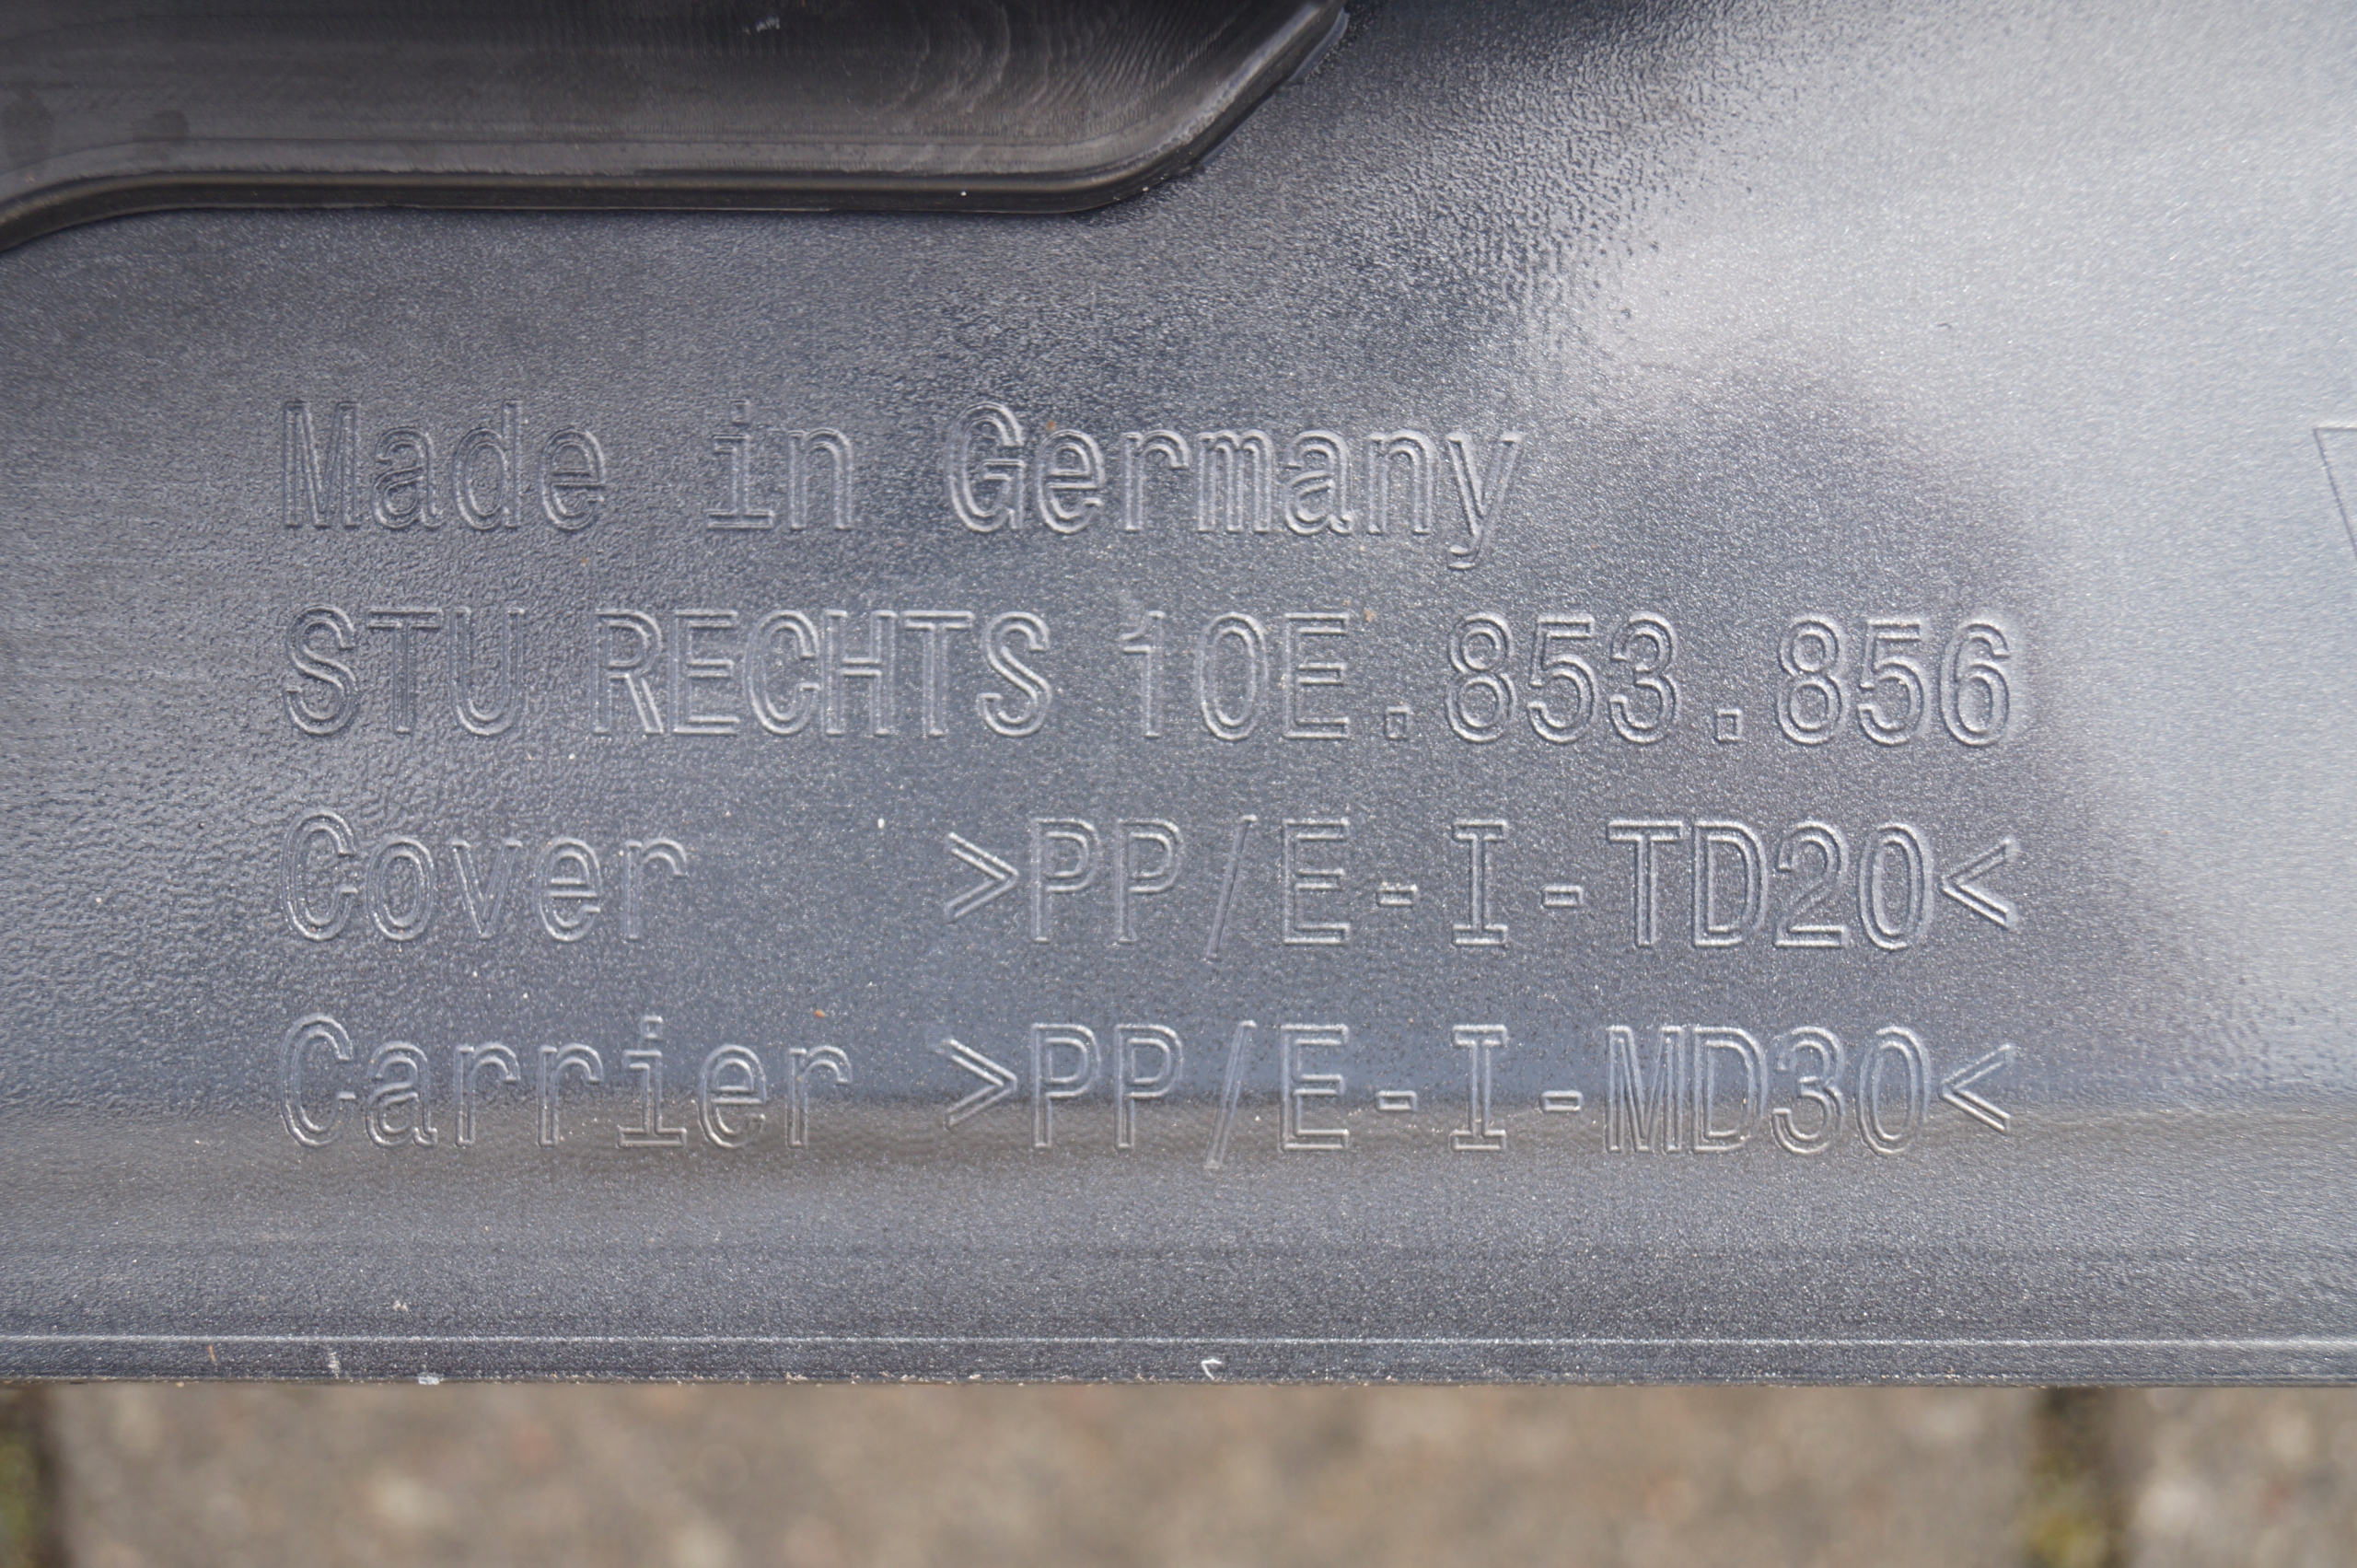 Made in Germany
STU RECHTS 10E.853.856
Cover >PP/E-I-TD20<
Carrier >PP/E-I-MD30<